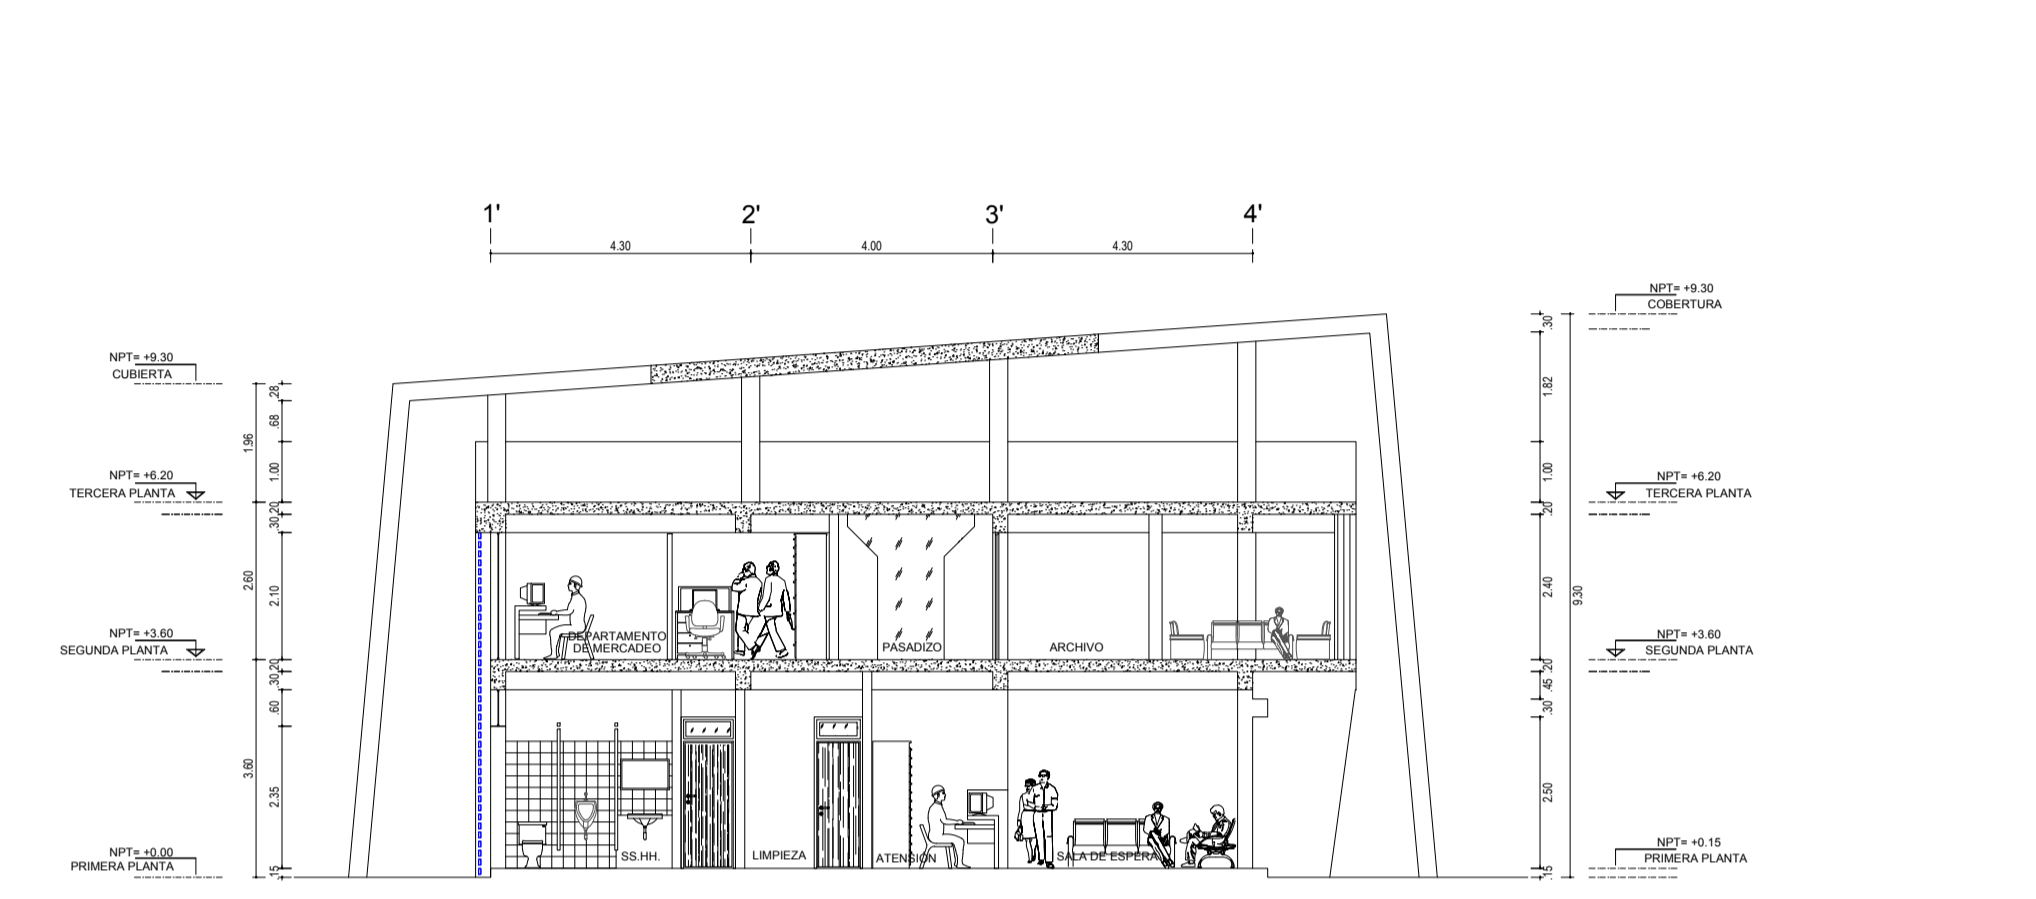 1'
2'
3'
4'
4.30
4.00
4.30
NPT= +9.30
COBERTURA
NPT= +9.30
CUBIERTA
NPT= +6.20
TERCERA PLANTA
NPT= +3.60
SEGUNDA PLANTA
NPT= +0.00
PRIMERA PLANTA
1.96
2.60
3.60
.28
.68
1.00
.20
.30
2.10
.20
.30
.60
2.35
.15
DEPARTAMENTO
DE MERCADEO
PASADIZO
ARCHIVO
SS.HH.
LIMPIEZA
ATENSION
SALA DE ESPERA
.30
1.82
1.00
.20
2.40
.20
.45
.30
2.50
.15
9.30
NPT= +6.20
TERCERA PLANTA
NPT= +3.60
SEGUNDA PLANTA
NPT= +0.15
PRIMERA PLANTA